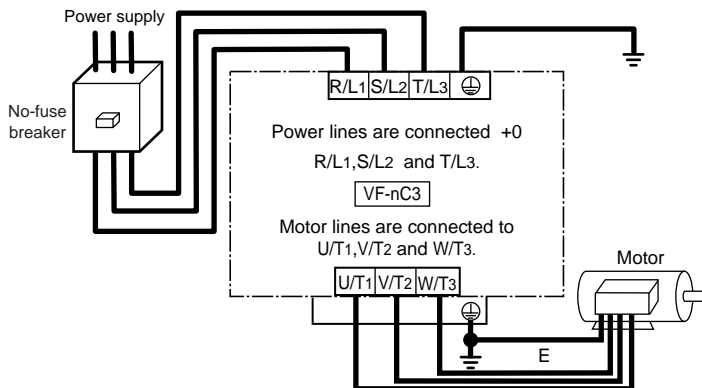 Power supply
No-fuse
breaker
R/L1 S/L2 T/L3
Power lines are connected +0
R/L1,S/L2 and T/L3.
VF-nC3
Motor lines are connected to
U/T1,V/T2 and W/T3.
U/T1 V/T2 W/T3
Motor
E